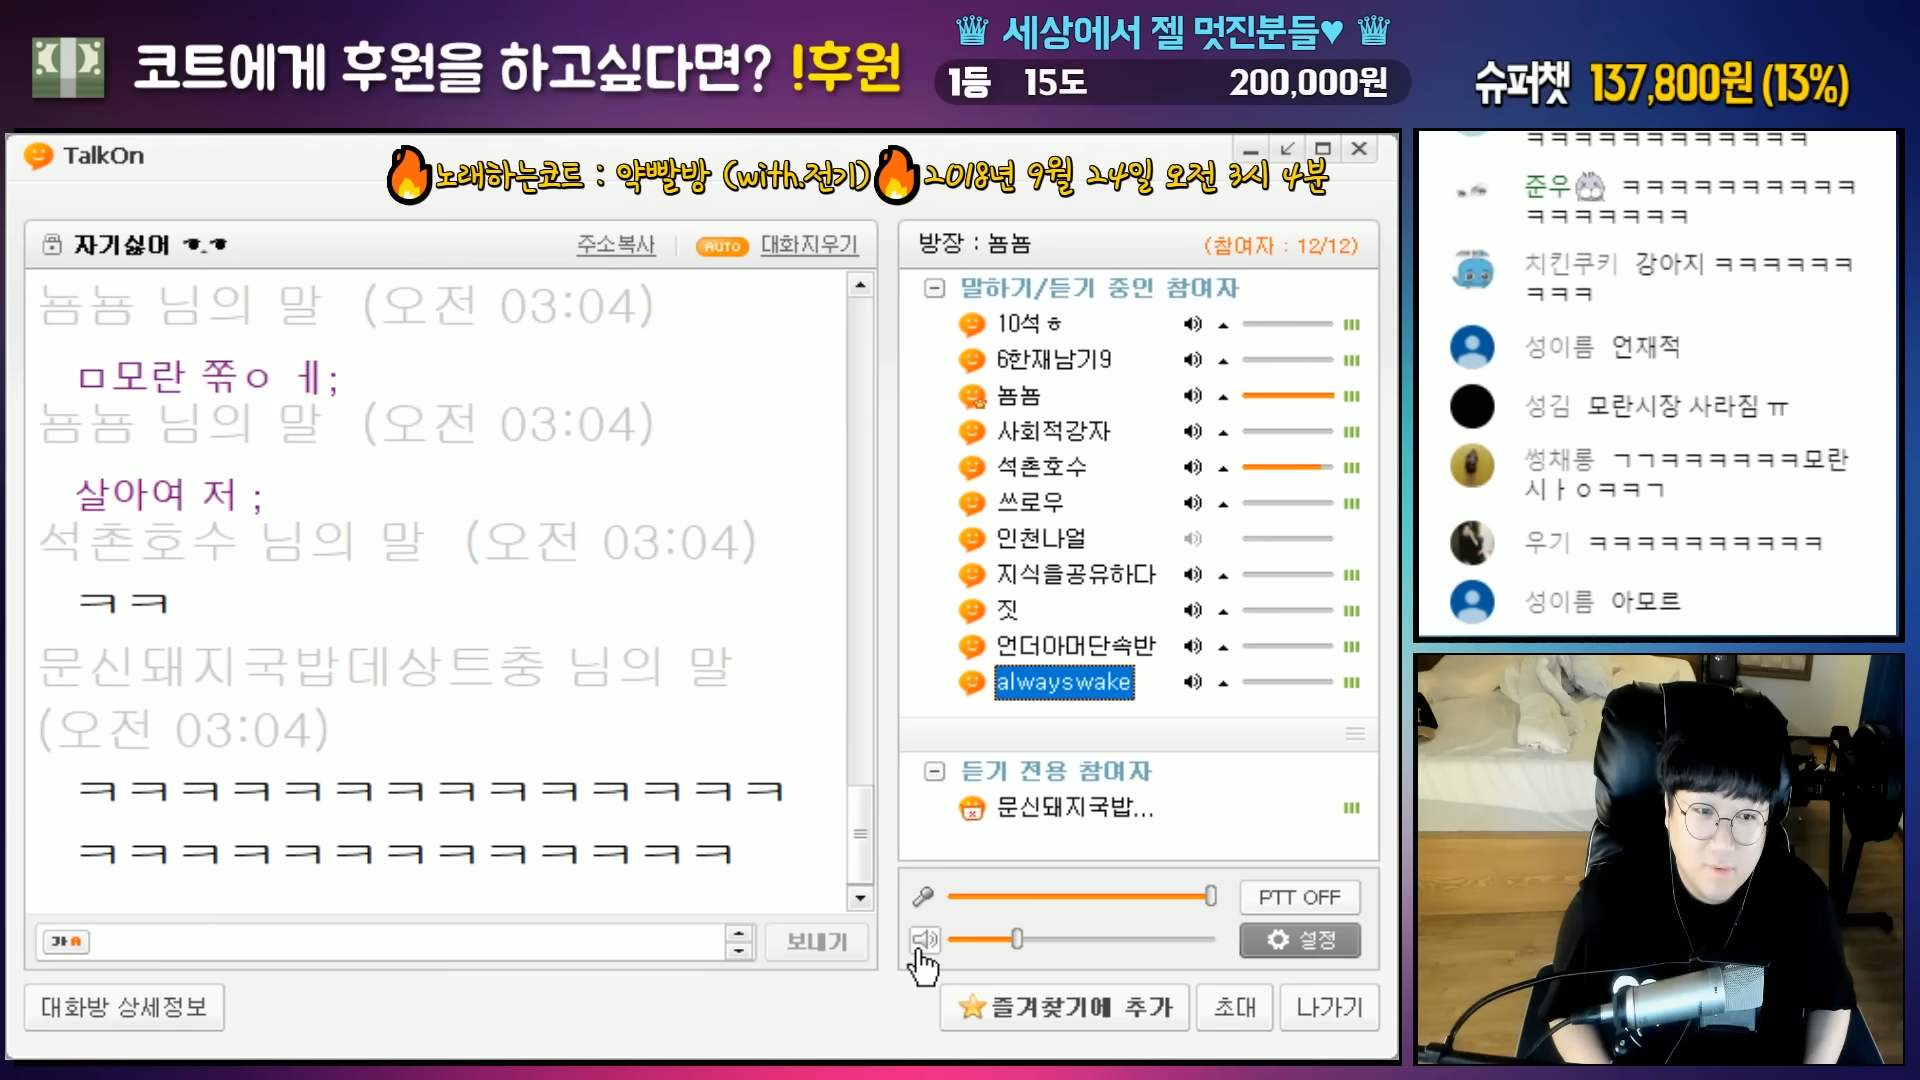 코트에게 후원을 하고싶다면? !후원
세상에서 젤 멋진분들♥
1등 15도 200,000원
슈퍼챗 137,800원 (13%)
TalkOn
노래하는코트 : 약빨방 (with.전기) 2018년 9월 24일 오전 3시 4분
자기싫어
주소복사
AUTO 대화지우기
뇸뇸 님의 말 (오전 03:04)
ㅁ모란 쪾ㅇ ㅔ;
뇸뇸 님의 말 (오전 03:04)
살아여 저 ;
석촌호수 님의 말 (오전 03:04)
ㅋㅋ
문신돼지국밥데상트충 님의 말
(오전 03:04)
ㅋㅋㅋㅋㅋㅋㅋㅋㅋㅋㅋㅋㅋㅋ
ㅋㅋㅋㅋㅋㅋㅋㅋㅋㅋㅋㅋㅋ
가A
보내기
대화방 상세정보
방장 : 뇸뇸 (참여자 : 12/12)
말하기/듣기 중인 참여자
10석ㅎ
6한재남기9
뇸뇸
사회적강자
석촌호수
쓰로우
인천나얼
지식을공유하다
짓
언더아머단속반
alwayswake
듣기 전용 참여자
문신돼지국밥...
PTT OFF
설정
즐겨찾기에 추가
초대
나가기
ㅋㅋㅋㅋㅋㅋㅋㅋㅋㅋㅋㅋ
준우 ㅋㅋㅋㅋㅋㅋㅋㅋㅋㅋ
ㅋㅋㅋㅋㅋㅋㅋ
치킨쿠키 강아지 ㅋㅋㅋㅋㅋㅋ
ㅋㅋㅋ
성이름 언재적
성김 모란시장 사라짐 ㅠ
썽채롱 ㄱㄱㅋㅋㅋㅋㅋㅋ모란
시ㅏㅇㅋㅋㄱ
우기 ㅋㅋㅋㅋㅋㅋㅋㅋㅋㅋ
성이름 아모르